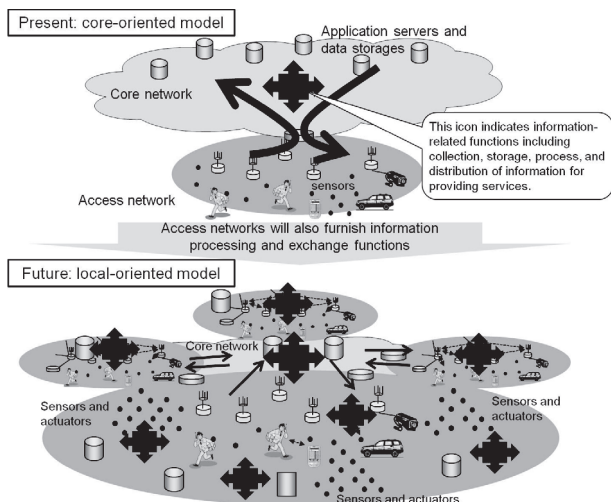 Present: core-oriented model
Application servers and
data storages
Core network
This icon indicates information-
related functions including
collection, storage, process, and
distribution of information for
providing services.
sensors
Access network
Access networks will also furnish information
processing and exchange functions
Future: local-oriented model
Core network
Sensors and
actuators
Sensors and
actuators
Sensors and actuators